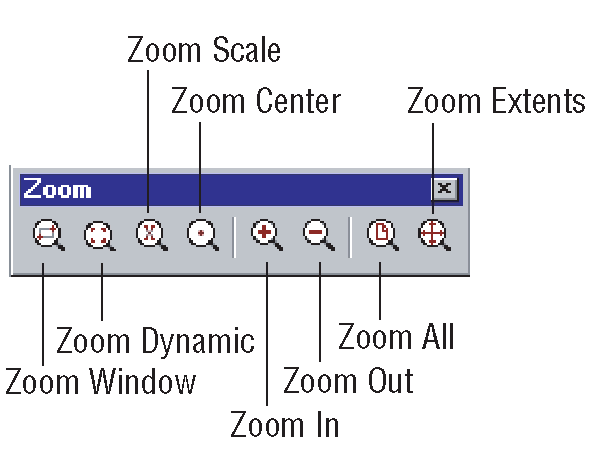 Zoom Scale
Zoom Center
Zoom Extents
Zoom
X
Zoom Dynamic
Zoom All
Zoom Window
Zoom Out
Zoom In